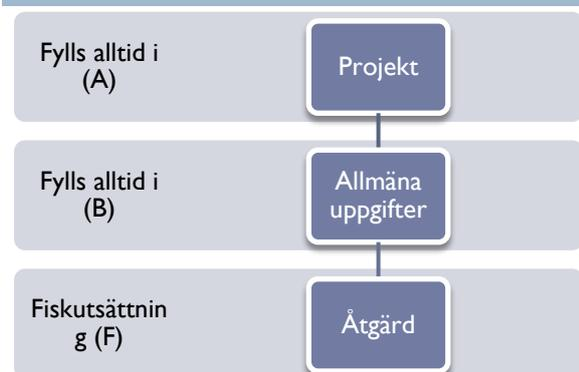 Fylls alltid i
(A)
Projekt
Fylls alltid i
(B)
Allmäna
uppgifter
Fiskutsättnin
g (F)
Åtgärd